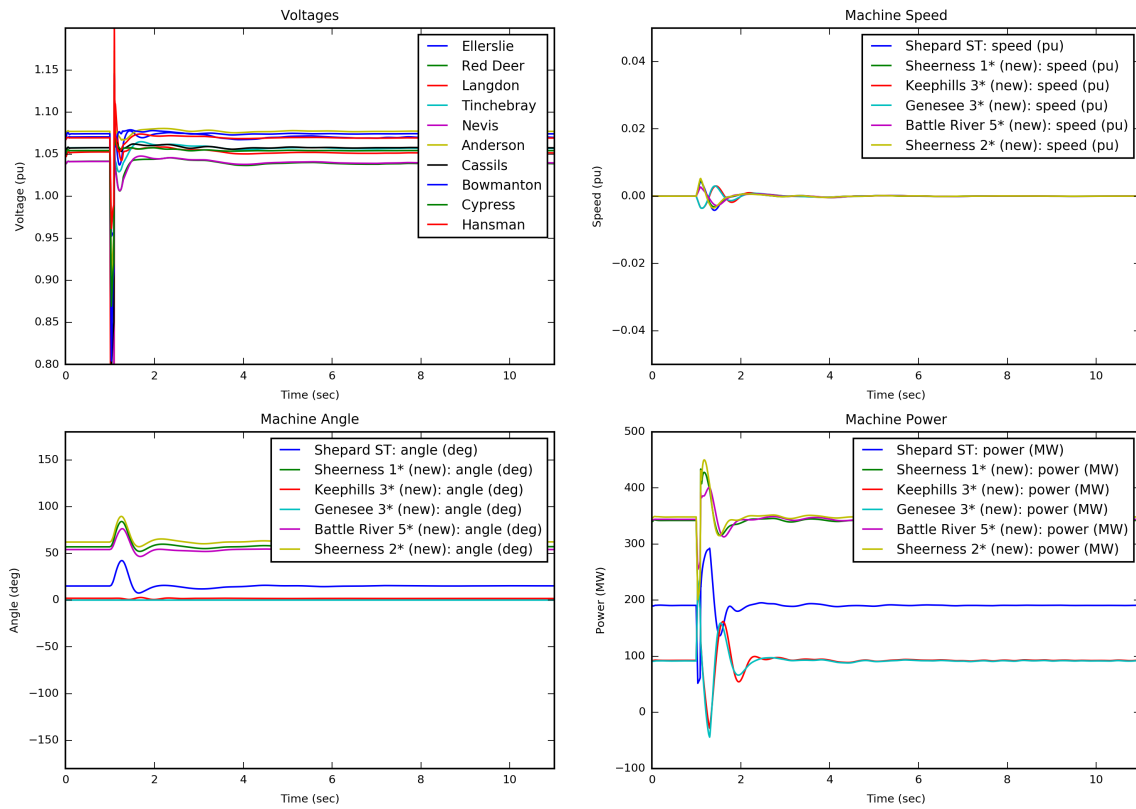 Voltages
1.15
1.10
1.05
1.00
0.95
0.90
0.85
0.80
Voltage (pu)
0 2 4 6 8 10
Time (sec)
Ellerslie
Red Deer
Langdon
Tinchebray
Nevis
Anderson
Cassils
Bowmanton
Cypress
Hansman
Machine Speed
0.04
0.02
0.00
−0.02
−0.04
Speed (pu)
0 2 4 6 8 10
Time (sec)
Shepard ST: speed (pu)
Sheerness 1* (new): speed (pu)
Keephills 3* (new): speed (pu)
Genesee 3* (new): speed (pu)
Battle River 5* (new): speed (pu)
Sheerness 2* (new): speed (pu)
Machine Angle
150
100
50
0
−50
−100
−150
Angle (deg)
0 2 4 6 8 10
Time (sec)
Shepard ST: angle (deg)
Sheerness 1* (new): angle (deg)
Keephills 3* (new): angle (deg)
Genesee 3* (new): angle (deg)
Battle River 5* (new): angle (deg)
Sheerness 2* (new): angle (deg)
Machine Power
500
400
300
200
100
0
−100
Power (MW)
0 2 4 6 8 10
Time (sec)
Shepard ST: power (MW)
Sheerness 1* (new): power (MW)
Keephills 3* (new): power (MW)
Genesee 3* (new): power (MW)
Battle River 5* (new): power (MW)
Sheerness 2* (new): power (MW)